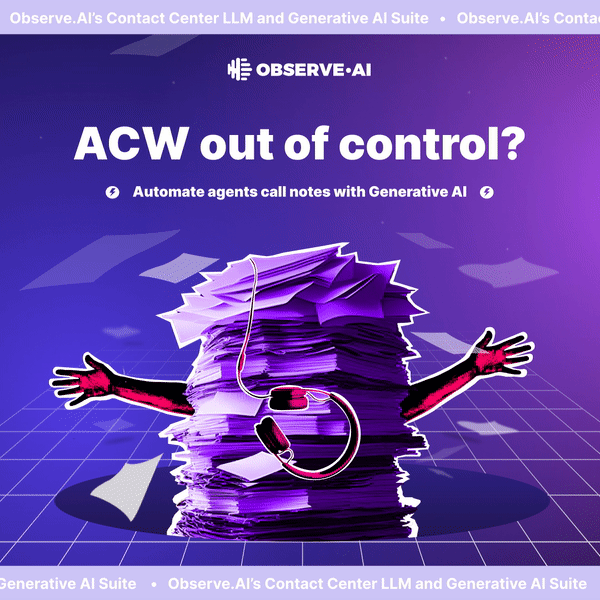 Observe.AI's Contact Center LLM and Generative AI Suite • Observe.AI's Conta
OBSERVE•AI
ACW out of control?
Automate agents call notes with Generative AI
Generative AI Suite • Observe.AI's Contact Center LLM and Generative AI Suite